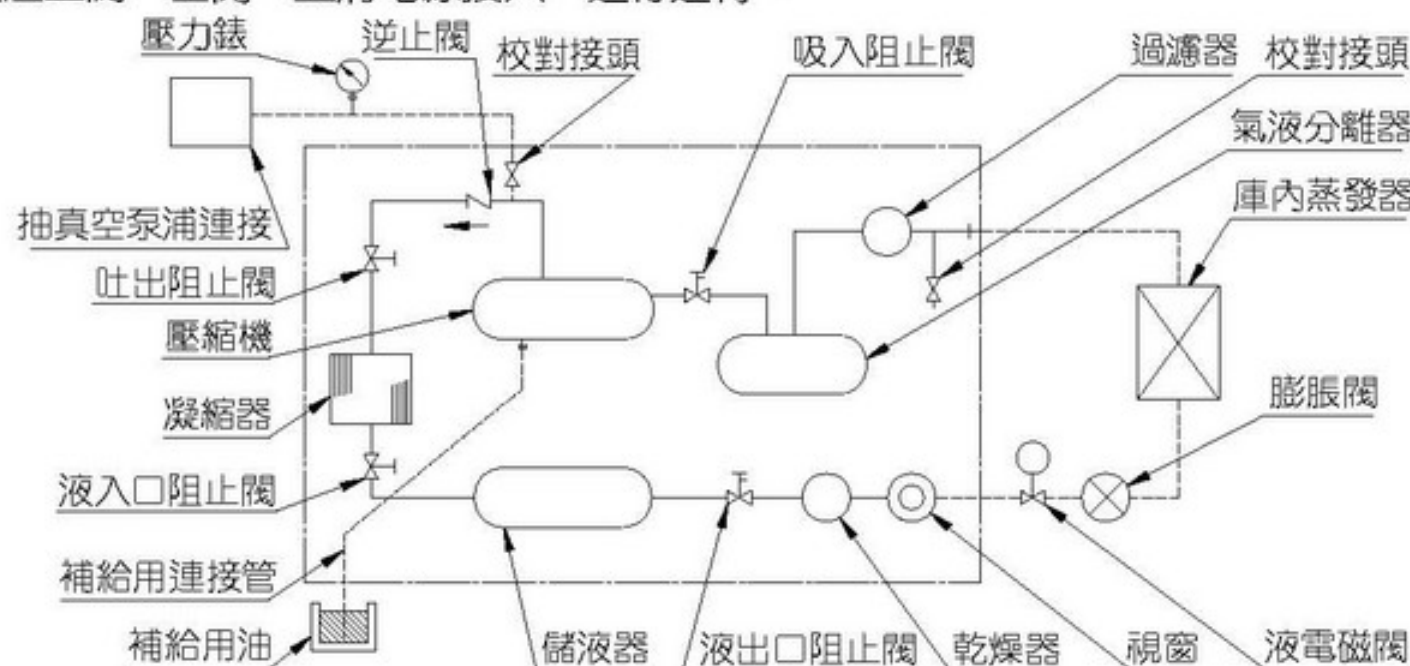 壓力錶
逆止閥
校對接頭
吸入阻止閥
過濾器
校對接頭
氣液分離器
庫內蒸發器
抽真空泵浦連接
吐出阻止閥
壓縮機
凝縮器
膨脹閥
液入口阻止閥
補給用連接管
補給用油
儲液器
液出口阻止閥
乾燥器
視窗
液電磁閥